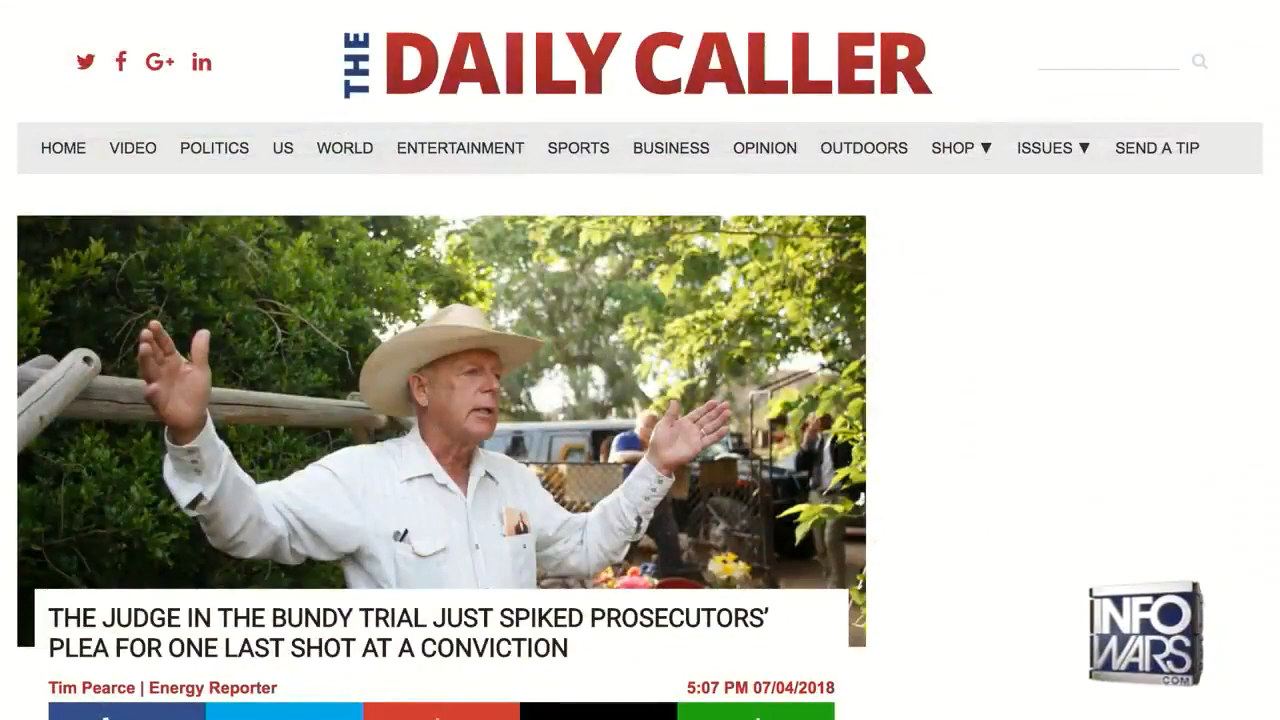 THE DAILY CALLER
HOME VIDEO POLITICS US WORLD ENTERTAINMENT SPORTS BUSINESS OPINION OUTDOORS SHOP ▼ ISSUES ▼ SEND A TIP
THE JUDGE IN THE BUNDY TRIAL JUST SPIKED PROSECUTORS’
PLEA FOR ONE LAST SHOT AT A CONVICTION
Tim Pearce | Energy Reporter 5:07 PM 07/04/2018
INFO
WARS
.COM